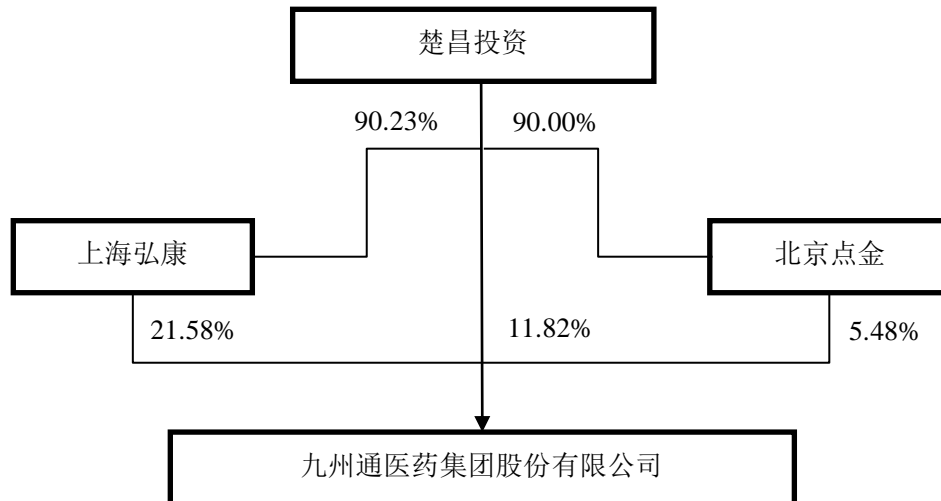 楚昌投资
90.23%
90.00%
上海弘康
北京点金
21.58%
11.82%
5.48%
九州通医药集团股份有限公司